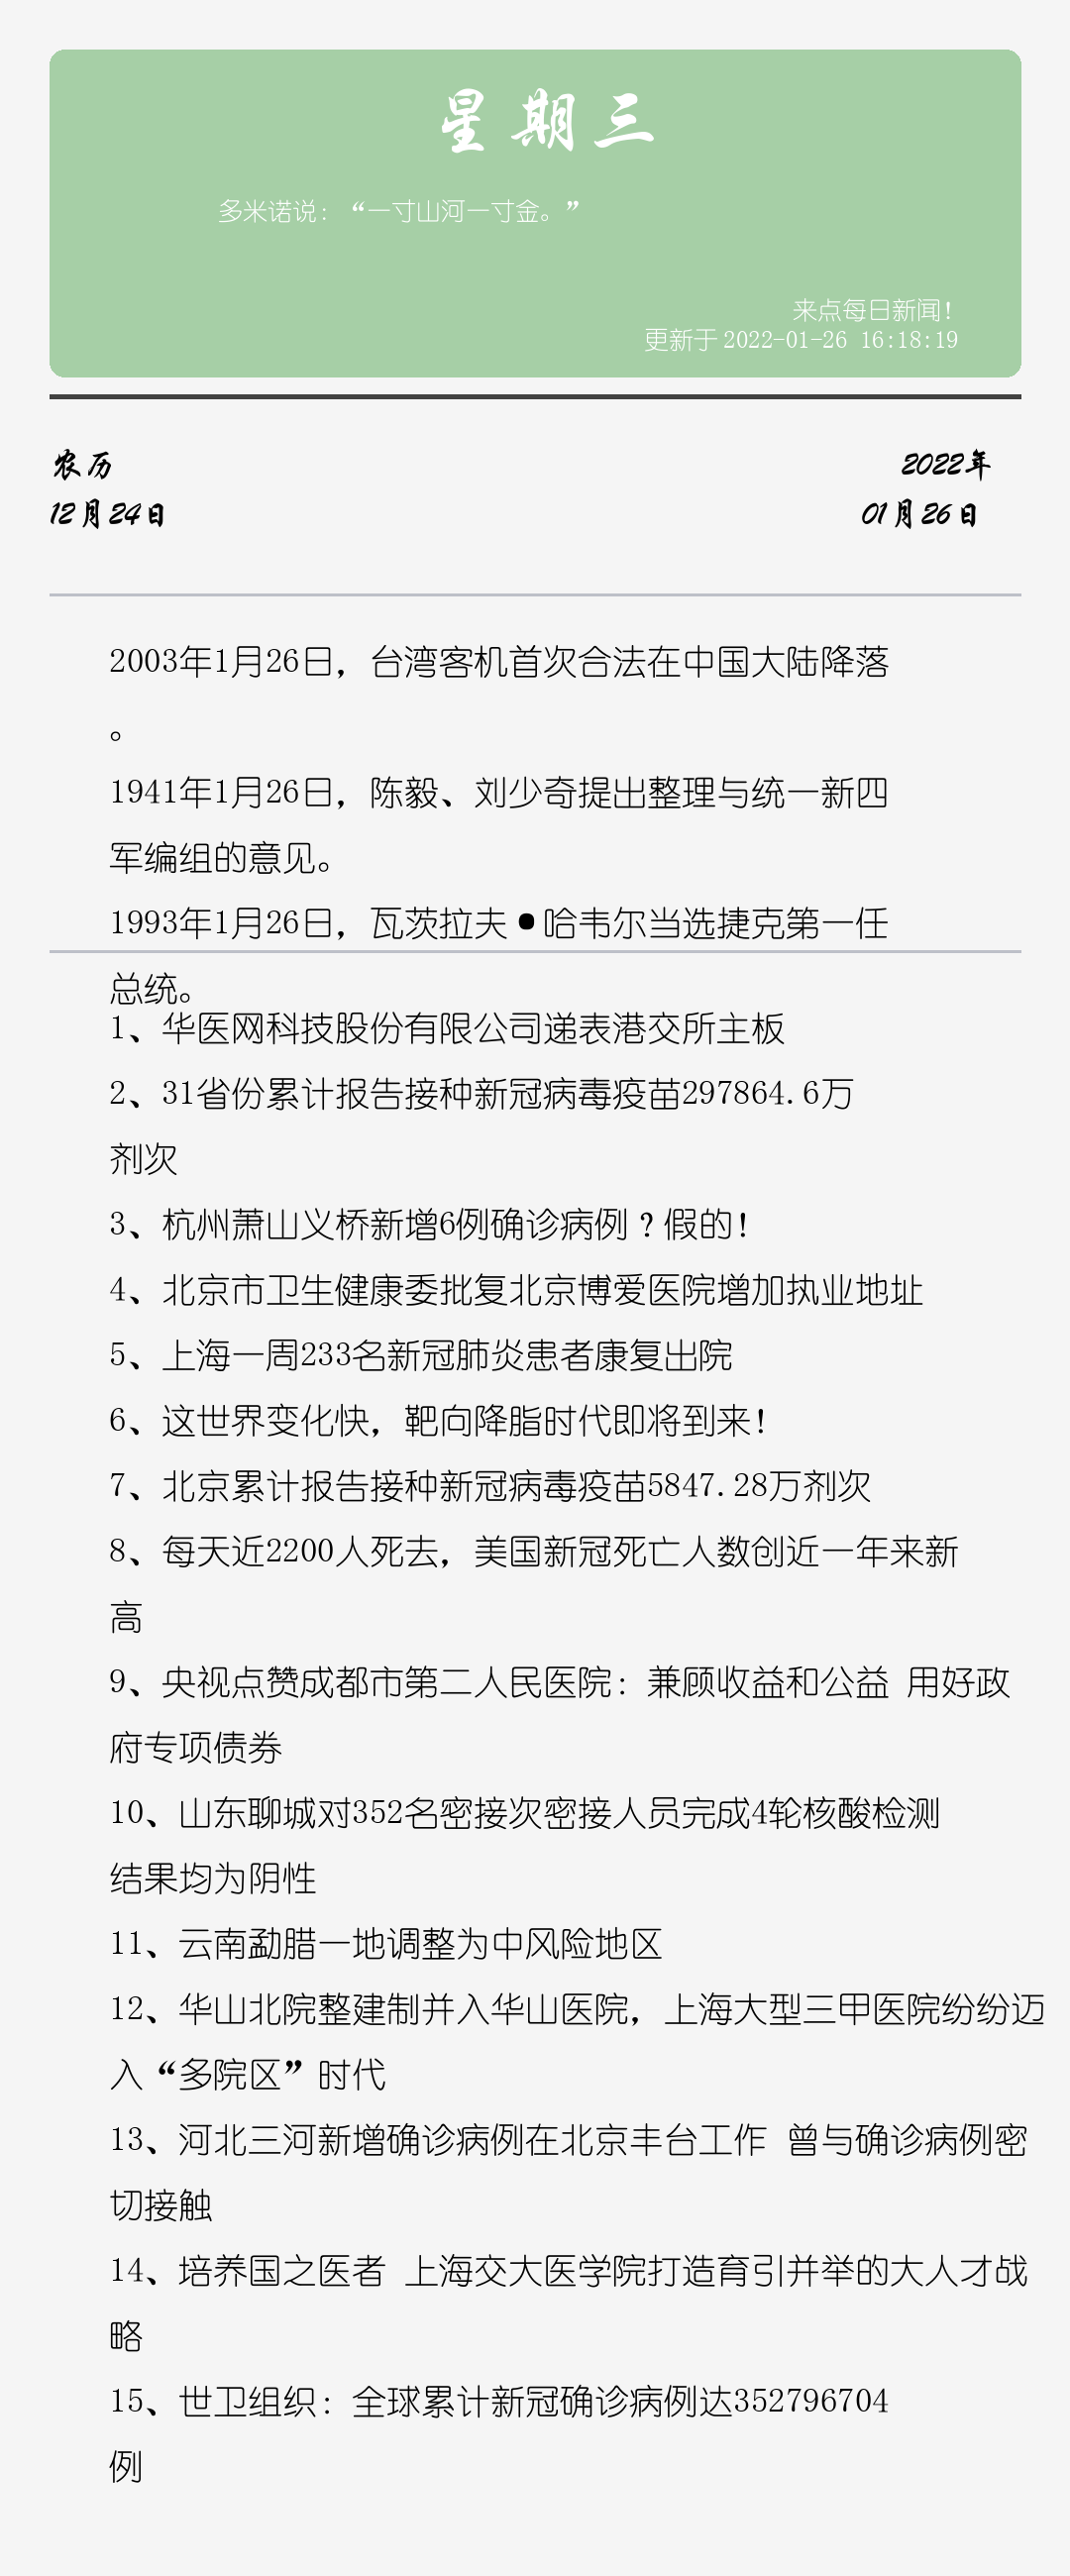 星期三
多米诺说：“一寸山河一寸金。”
来点每日新闻！
更新于 2022-01-26 16:18:19
农历
12月24日
2022年
01月26日
2003年1月26日，台湾客机首次合法在中国大陆降落
。
1941年1月26日，陈毅、刘少奇提出整理与统一新四
军编组的意见。
1993年1月26日，瓦茨拉夫•哈韦尔当选捷克第一任
总统。
1、华医网科技股份有限公司递表港交所主板
2、31省份累计报告接种新冠病毒疫苗297864.6万
剂次
3、杭州萧山义桥新增6例确诊病例？假的！
4、北京市卫生健康委批复北京博爱医院增加执业地址
5、上海一周233名新冠肺炎患者康复出院
6、这世界变化快，靶向降脂时代即将到来！
7、北京累计报告接种新冠病毒疫苗5847.28万剂次
8、每天近2200人死去，美国新冠死亡人数创近一年来新
高
9、央视点赞成都市第二人民医院：兼顾收益和公益 用好政
府专项债券
10、山东聊城对352名密接次密接人员完成4轮核酸检测
结果均为阴性
11、云南勐腊一地调整为中风险地区
12、华山北院整建制并入华山医院，上海大型三甲医院纷纷迈
入“多院区”时代
13、河北三河新增确诊病例在北京丰台工作 曾与确诊病例密
切接触
14、培养国之医者 上海交大医学院打造育引并举的大人才战
略
15、世卫组织：全球累计新冠确诊病例达352796704
例